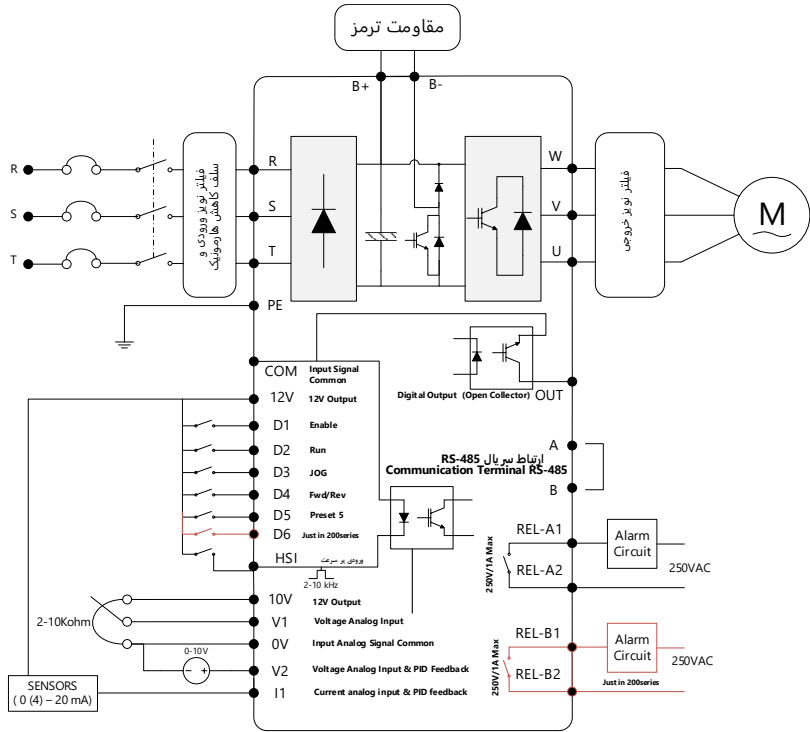 مقاومت ترمز
B+
B-
R
S
T
فیلتر نویز ورودی و
سلف کاهش هارمونیک
R
S
T
W
V
U
فیلتر نویز خروجی
M
PE
COM
Input Signal
Common
12V
12V Output
D1
Enable
D2
Run
D3
JOG
D4
Fwd/Rev
D5
Preset 5
D6
Just in 200series
HSI
ورودی پر سرعت
2-10 kHz
Digital Output (Open Collector)
OUT
ارتباط سریال RS-485
Communication Terminal RS-485
A
B
REL-A1
REL-A2
250V/1A Max
Alarm
Circuit
250VAC
REL-B1
REL-B2
250V/1A Max
Alarm
Circuit
250VAC
Just in 200series
2-10Kohm
10V
12V Output
V1
Voltage Analog Input
0V
Input Analog Signal Common
0-10V
- +
V2
Voltage Analog Input & PID Feedback
I1
Current analog input & PID feedback
SENSORS
( 0 (4) – 20 mA)